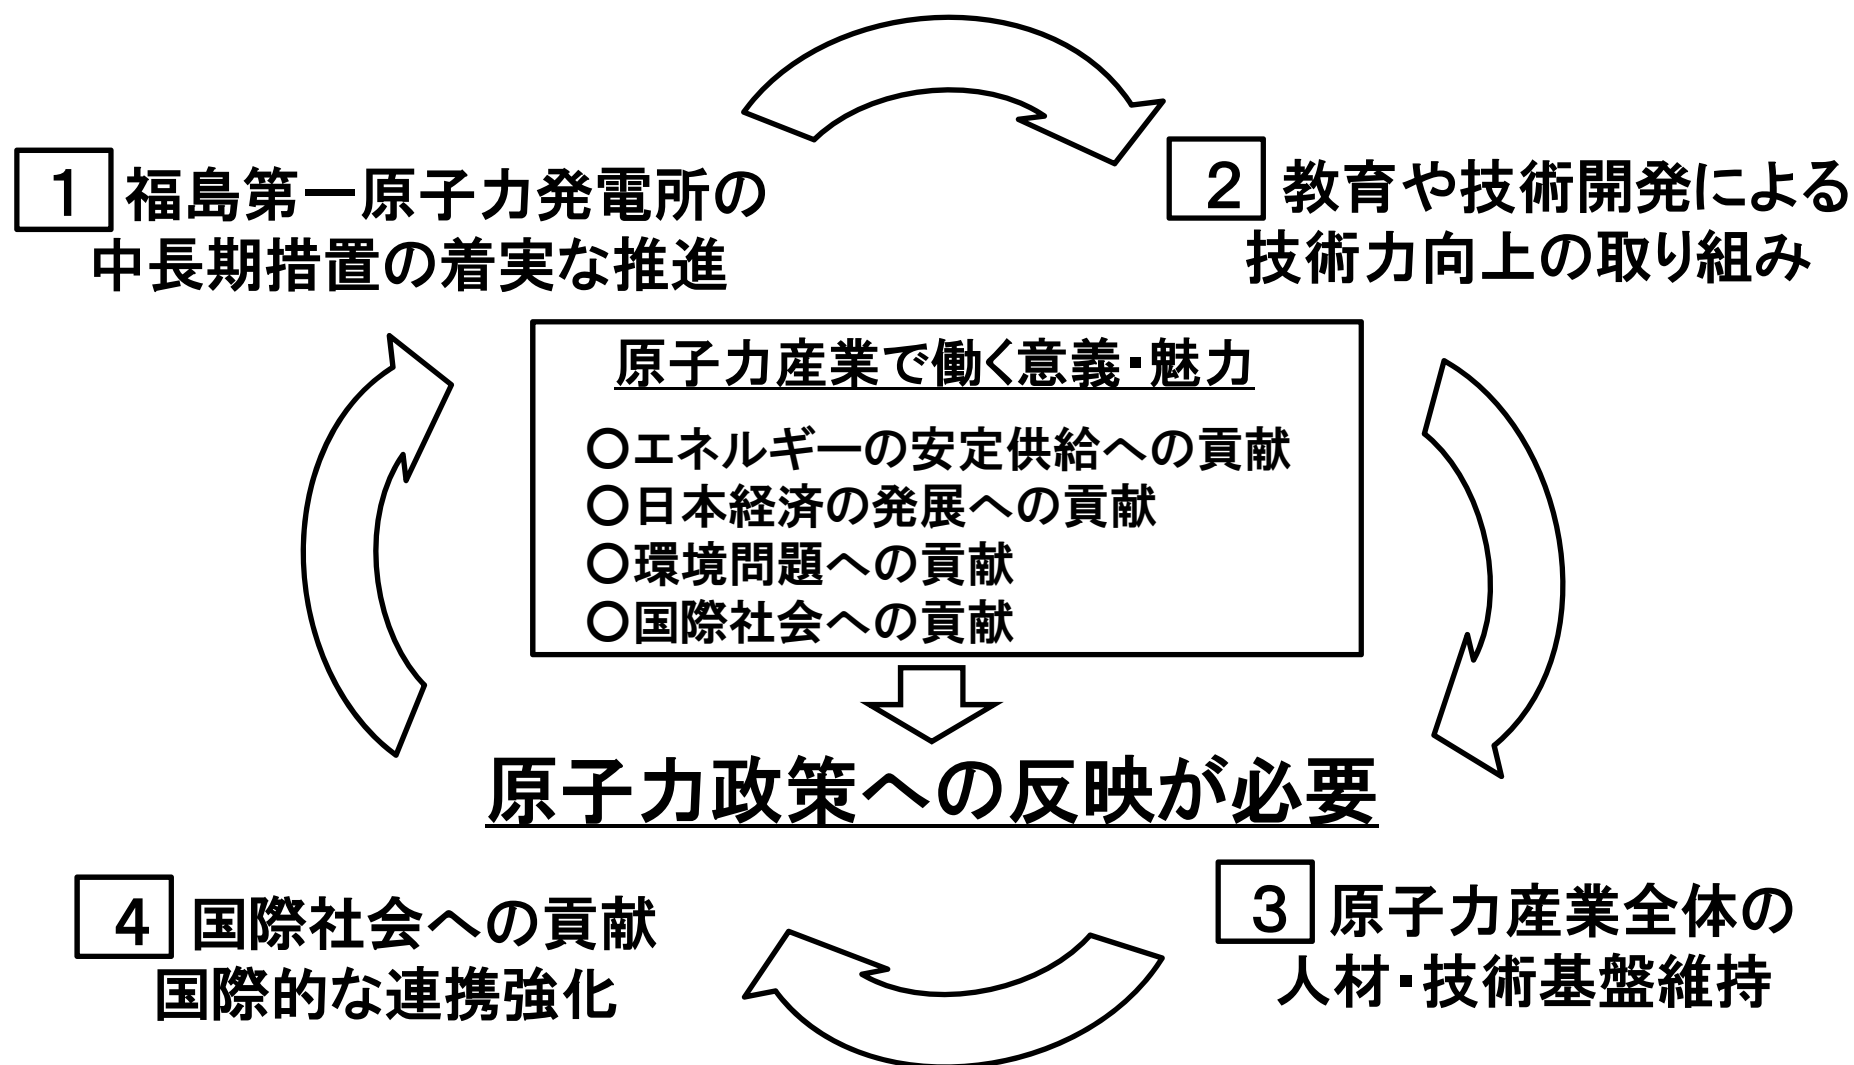 1 福島第一原子力発電所の
中長期措置の着実な推進
2 教育や技術開発による
技術力向上の取り組み
原子力産業で働く意義・魅力
○エネルギーの安定供給への貢献
○日本経済の発展への貢献
○環境問題への貢献
○国際社会への貢献
原子力政策への反映が必要
3 原子力産業全体の
人材・技術基盤維持
4 国際社会への貢献
国際的な連携強化